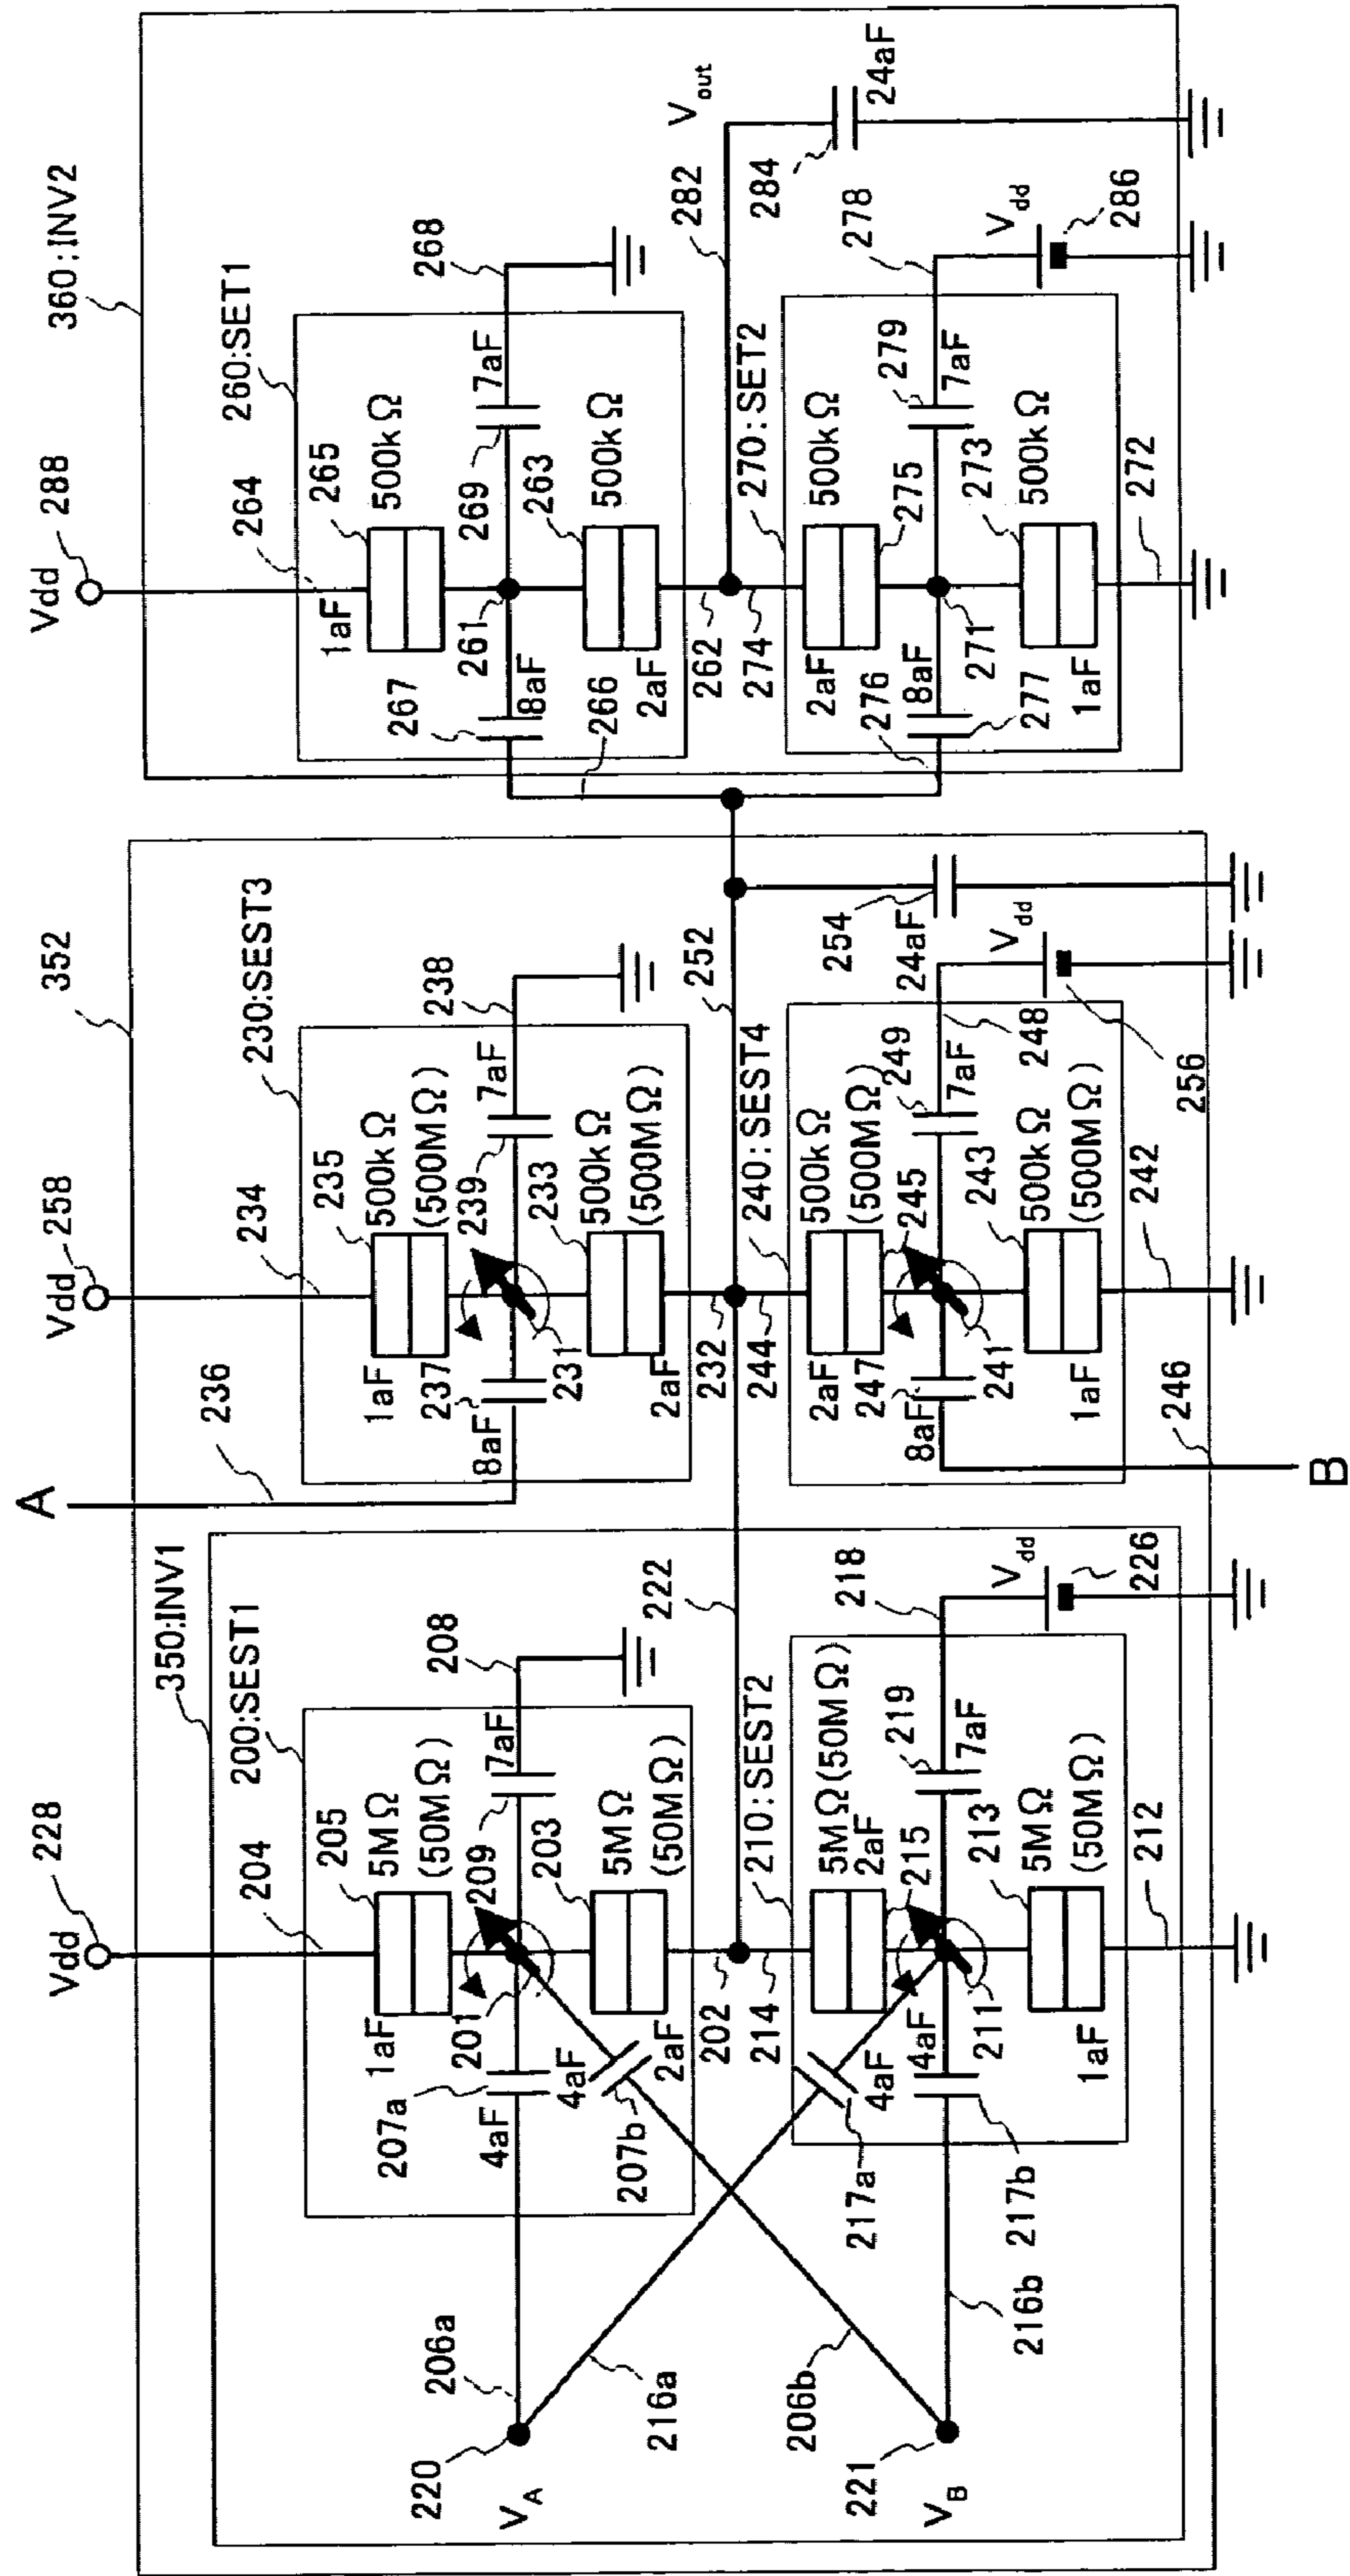 360:INV2
Vdd
288
264
260:SET1
265
1aF
500kΩ
268
7aF
269
261
267
8aF
263
500kΩ
266
2aF
262
274
282
V out
284
24aF
270:SET2
2aF
500kΩ
275
279
7aF
278
V dd
286
276
8aF
277
271
273
500kΩ
1aF
272
352
230:SEST3
Vdd
258
234
235
500kΩ
(500MΩ)
1aF
A
236
237
239
7aF
238
8aF
231
233
500kΩ
(500MΩ)
2aF
232
244
252
254
24aF
240:SEST4
500kΩ
(500MΩ)
2aF
247
245
249
7aF
248
V dd
256
8aF
241
243
500kΩ
(500MΩ)
1aF
242
246
B
350:INV1
200:SEST1
Vdd
228
204
205
5MΩ
(50MΩ)
1aF
209
7aF
208
207a
201
4aF
4aF
203
5MΩ
(50MΩ)
2aF
207b
202
214
222
210:SEST2
5MΩ(50MΩ)
2aF
215
219
7aF
218
V dd
226
217a
4aF
4aF
217b
211
213
5MΩ
(50MΩ)
1aF
212
206a
216a
206b
216b
220
V A
221
V B